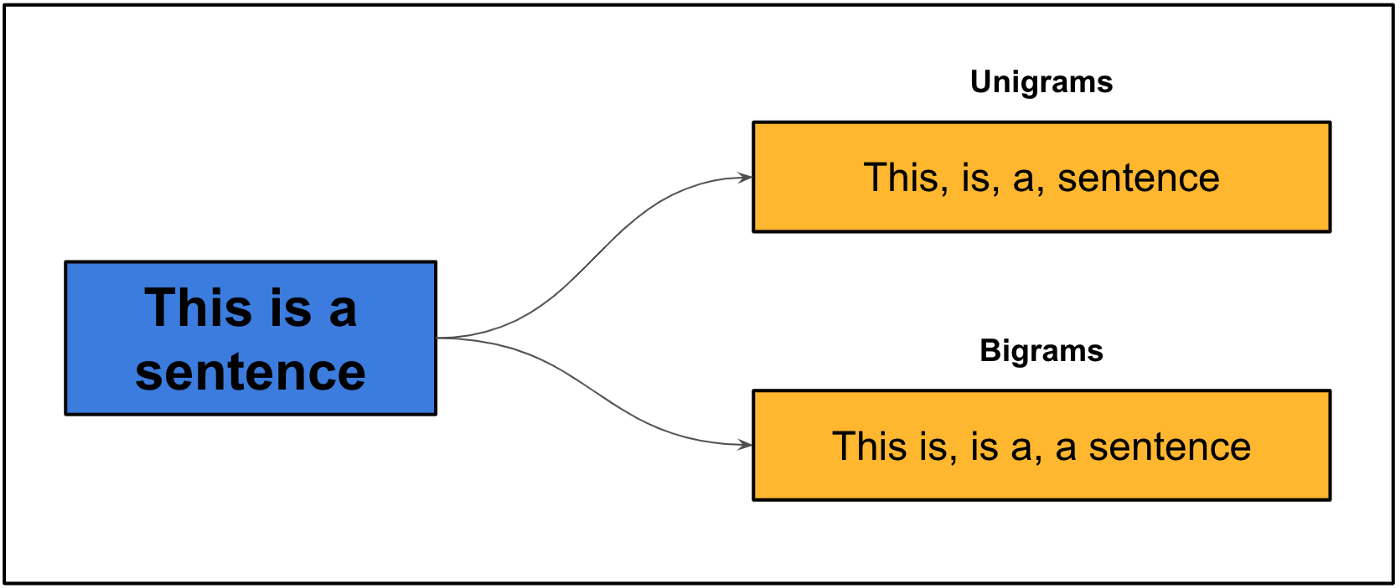 Unigrams
This, is, a, sentence
This is a
sentence
Bigrams
This is, is a, a sentence